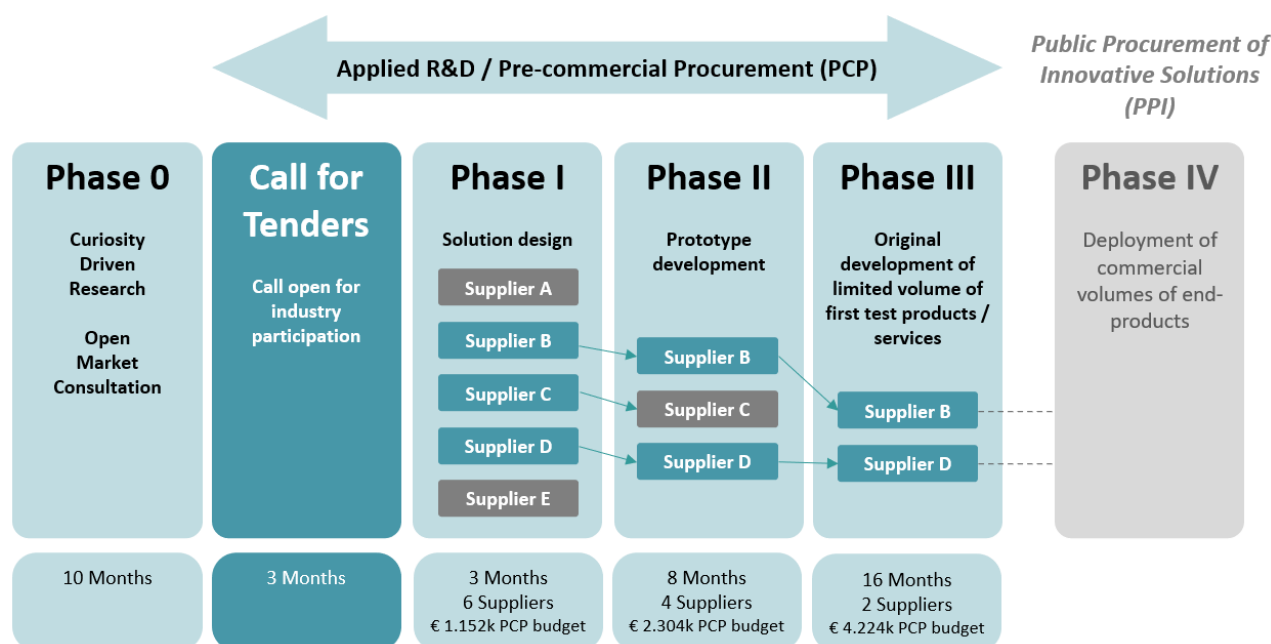 Applied R&D / Pre-commercial Procurement (PCP)
Public Procurement of
Innovative Solutions
(PPI)
Phase 0
Curiosity
Driven
Research
Open
Market
Consultation
10 Months
Call for
Tenders
Call open for
industry
participation
3 Months
Phase I
Solution design
Supplier A
Supplier B
Supplier C
Supplier D
Supplier E
3 Months
6 Suppliers
€ 1.152k PCP budget
Phase II
Prototype
development
Supplier B
Supplier C
Supplier D
8 Months
4 Suppliers
€ 2.304k PCP budget
Phase III
Original
development of
limited volume of
first test products /
services
Supplier B
Supplier D
16 Months
2 Suppliers
€ 4.224k PCP budget
Phase IV
Deployment of
commercial
volumes of end-
products